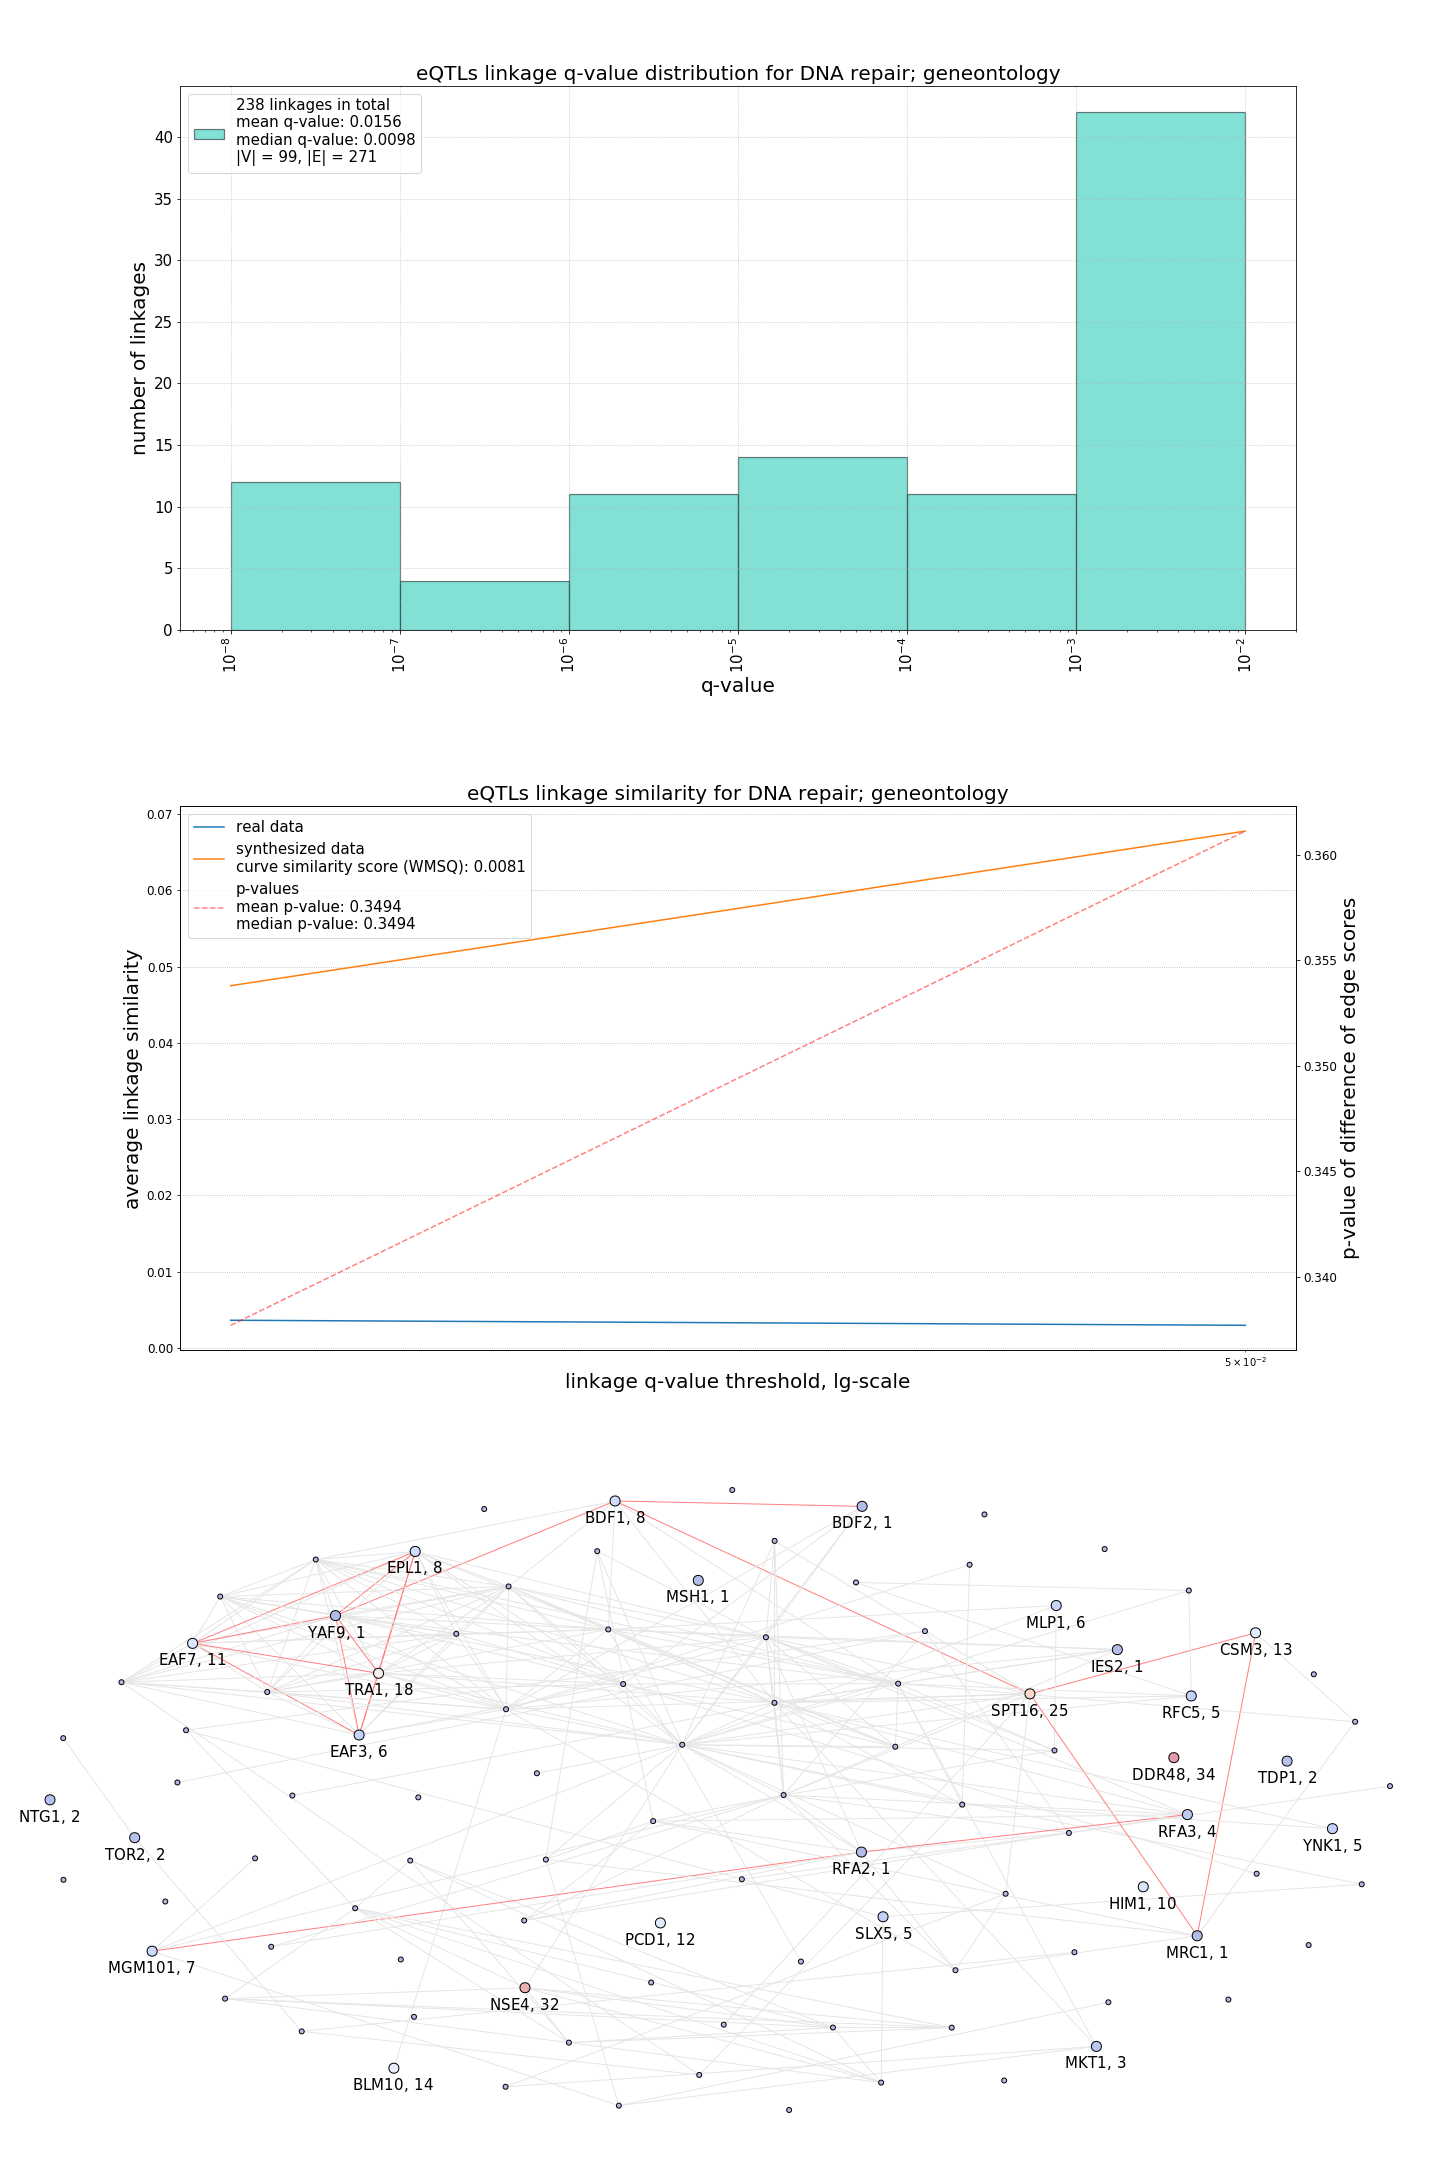 eQTLs linkage q-value distribution for DNA repair; geneontology
238 linkages in total
mean q-value: 0.0156
median q-value: 0.0098
|V| = 99, |E| = 271
number of linkages
40
35
30
25
20
15
10
5
0
10⁻⁸
10⁻⁷
10⁻⁶
10⁻⁵
10⁻⁴
10⁻³
10⁻²
q-value
eQTLs linkage similarity for DNA repair; geneontology
real data
synthesized data
curve similarity score (WMSQ): 0.0081
p-values
mean p-value: 0.3494
median p-value: 0.3494
average linkage similarity
0.07
0.06
0.05
0.04
0.03
0.02
0.01
0.00
0.360
0.355
0.350
0.345
0.340
p-value of difference of edge scores
5 × 10⁻²
linkage q-value threshold, lg-scale
BDF1, 8
BDF2, 1
EPL1, 8
MSH1, 1
MLP1, 6
YAF9, 1
CSM3, 13
EAF7, 11
IES2, 1
TRA1, 18
SPT16, 25
RFC5, 5
EAF3, 6
DDR48, 34
TDP1, 2
NTG1, 2
RFA3, 4
YNK1, 5
TOR2, 2
RFA2, 1
HIM1, 10
SLX5, 5
PCD1, 12
MRC1, 1
MGM101, 7
NSE4, 32
MKT1, 3
BLM10, 14